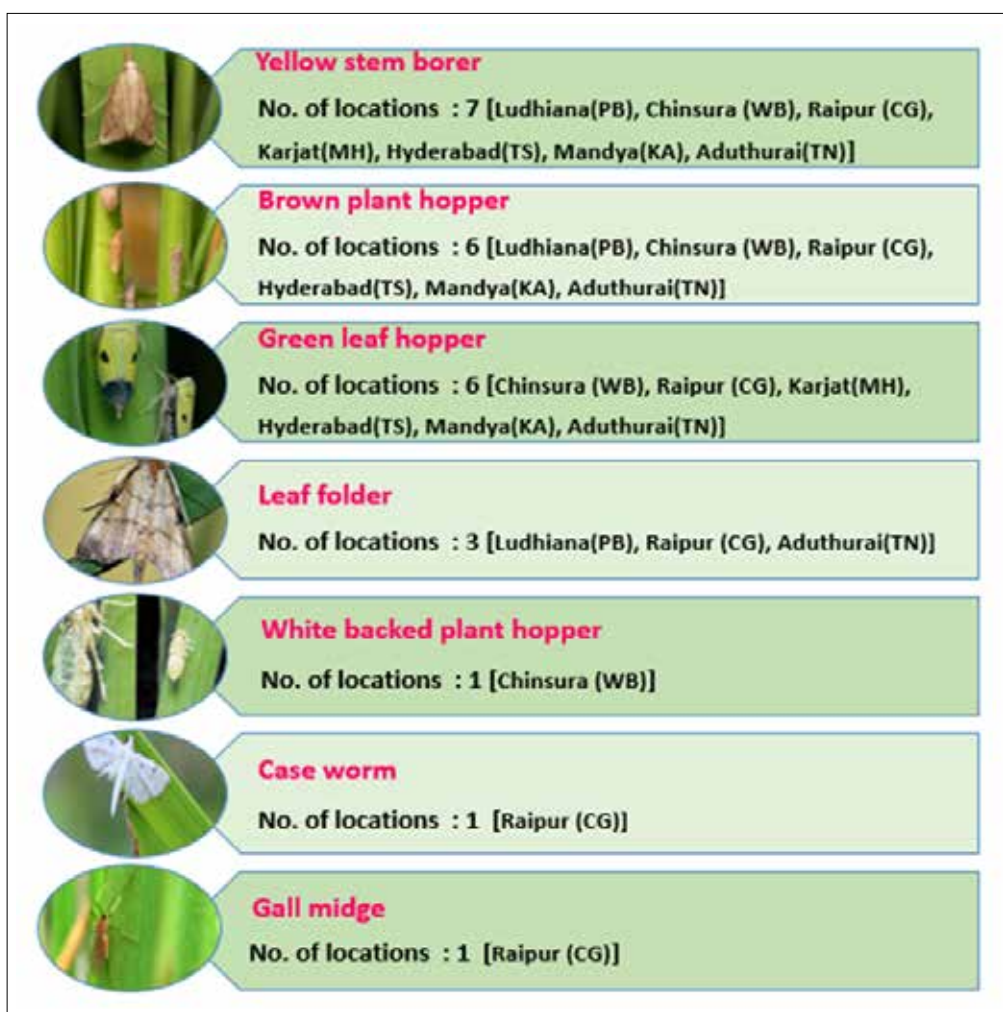 Yellow stem borer
No. of locations : 7 [Ludhiana(PB), Chinsura (WB), Raipur (CG),
Karjat(MH), Hyderabad(TS), Mandya(KA), Aduthurai(TN)]
Brown plant hopper
No. of locations : 6 [Ludhiana(PB), Chinsura (WB), Raipur (CG),
Hyderabad(TS), Mandya(KA), Aduthurai(TN)]
Green leaf hopper
No. of locations : 6 [Chinsura (WB), Raipur (CG), Karjat(MH),
Hyderabad(TS), Mandya(KA), Aduthurai(TN)]
Leaf folder
No. of locations : 3 [Ludhiana(PB), Raipur (CG), Aduthurai(TN)]
White backed plant hopper
No. of locations : 1 [Chinsura (WB)]
Case worm
No. of locations : 1 [Raipur (CG)]
Gall midge
No. of locations : 1 [Raipur (CG)]